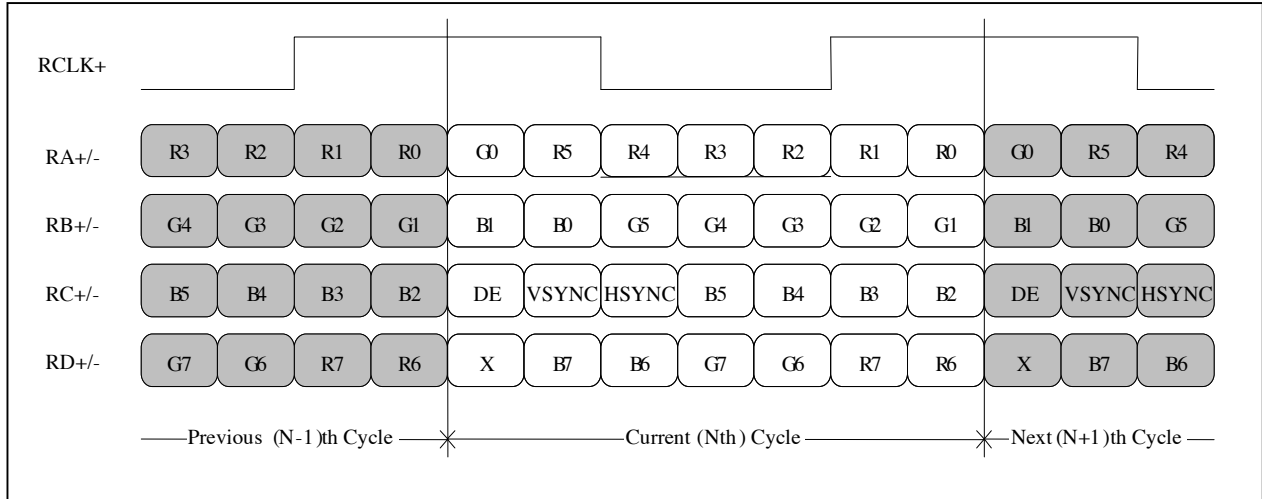 RCLK+
RA+/- R3 R2 R1 R0 G0 R5 R4 R3 R2 R1 R0 G0 R5 R4
RB+/- G4 G3 G2 G1 B1 B0 G5 G4 G3 G2 G1 B1 B0 G5
RC+/- B5 B4 B3 B2 DE VSYNC HSYNC B5 B4 B3 B2 DE VSYNC HSYNC
RD+/- G7 G6 R7 R6 X B7 B6 G7 G6 R7 R6 X B7 B6
Previous (N-1)th Cycle Current (Nth) Cycle Next (N+1)th Cycle